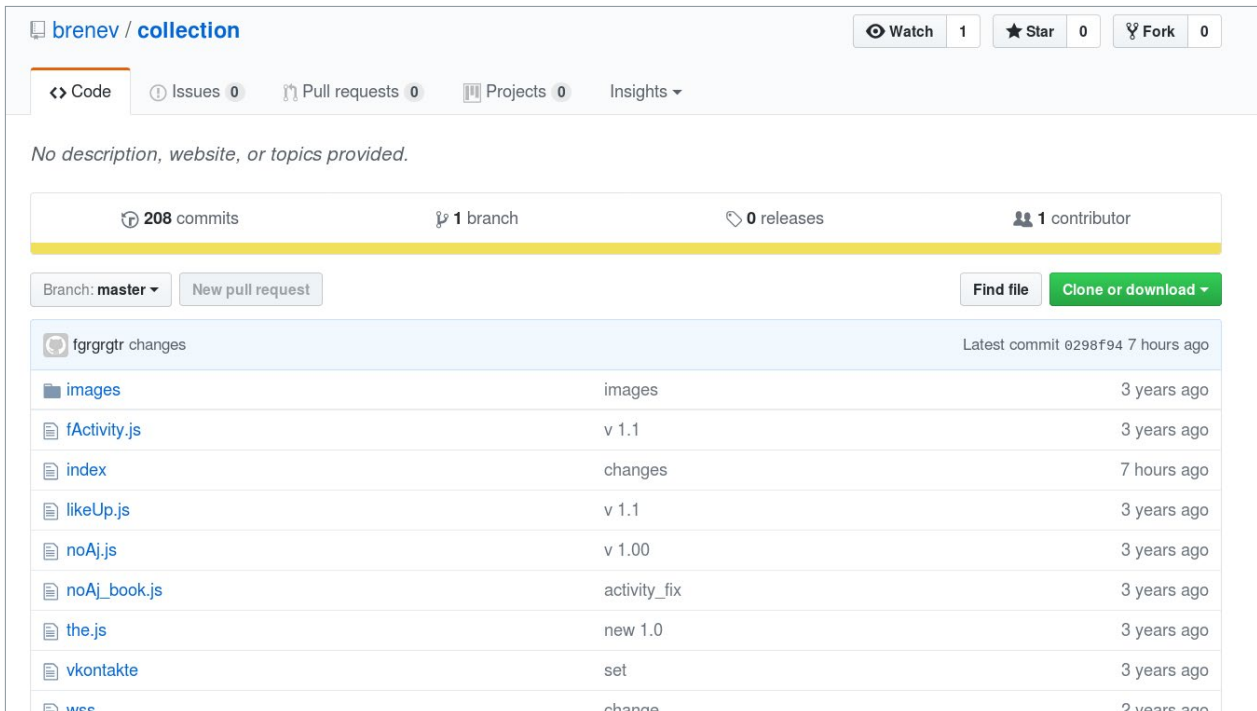 brenev / collection
Watch 1 Star 0 Fork 0
Code Issues 0 Pull requests 0 Projects 0 Insights
No description, website, or topics provided.
208 commits 1 branch 0 releases 1 contributor
Branch: master New pull request Find file Clone or download
fgrgrgtr changes Latest commit 0298f94 7 hours ago
images images 3 years ago
fActivity.js v 1.1 3 years ago
index changes 7 hours ago
likeUp.js v 1.1 3 years ago
noAj.js v 1.00 3 years ago
noAj_book.js activity_fix 3 years ago
the.js new 1.0 3 years ago
vkontakte set 3 years ago
wss change 2 years ago